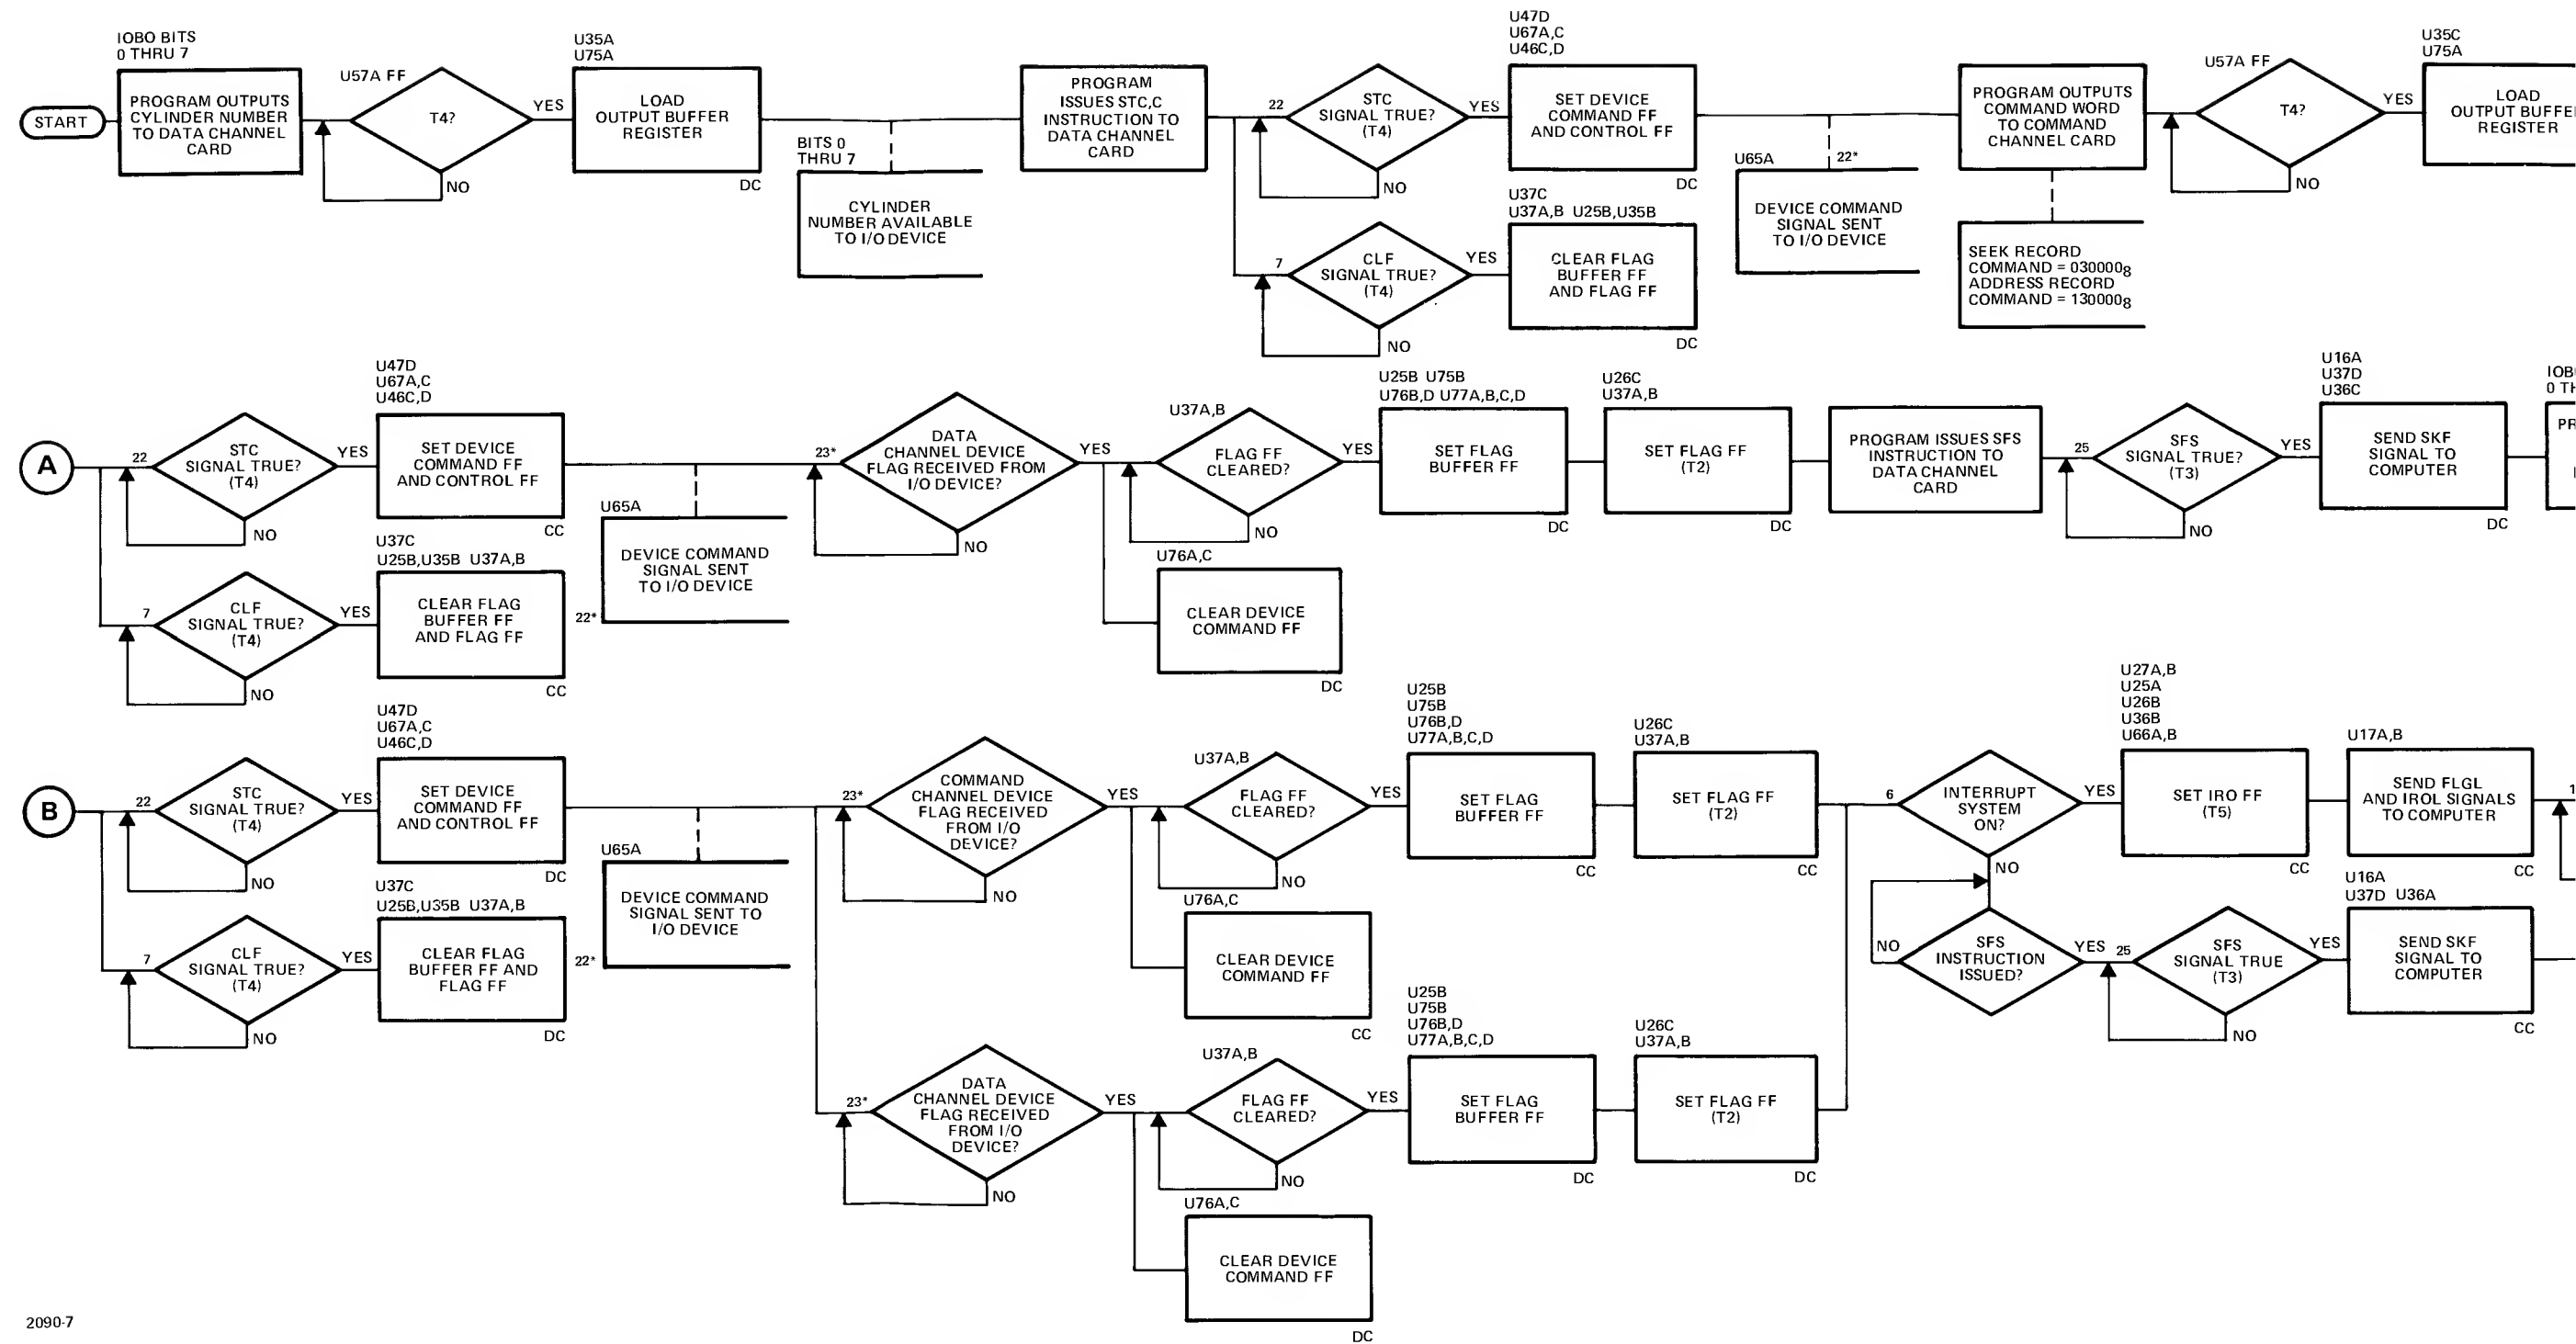 START
IOBO BITS
0 THRU 7
PROGRAM OUTPUTS
CYLINDER NUMBER
TO DATA CHANNEL
CARD
U57A FF
T4?
YES
NO
U35A
U75A
LOAD
OUTPUT BUFFER
REGISTER
DC
BITS 0
THRU 7
CYLINDER
NUMBER AVAILABLE
TO I/O DEVICE
PROGRAM
ISSUES STC,C
INSTRUCTION TO
DATA CHANNEL
CARD
22
STC
SIGNAL TRUE?
(T4)
YES
NO
U47D
U67A,C
U46C,D
SET DEVICE
COMMAND FF
AND CONTROL FF
DC
7
CLF
SIGNAL TRUE?
(T4)
YES
NO
U37C
U37A,B U25B,U35B
CLEAR FLAG
BUFFER FF
AND FLAG FF
DC
U65A
22*
DEVICE COMMAND
SIGNAL SENT
TO I/O DEVICE
PROGRAM OUTPUTS
COMMAND WORD
TO COMMAND
CHANNEL CARD
SEEK RECORD
COMMAND = 030000₈
ADDRESS RECORD
COMMAND = 130000₈
U57A FF
T4?
YES
NO
U35C
U75A
LOAD
OUTPUT BUFFE
REGISTER
A
22
STC
SIGNAL TRUE?
(T4)
YES
NO
U47D
U67A,C
U46C,D
SET DEVICE
COMMAND FF
AND CONTROL FF
CC
7
CLF
SIGNAL TRUE?
(T4)
YES
NO
U37C
U25B,U35B U37A,B
CLEAR FLAG
BUFFER FF
AND FLAG FF
CC
U65A
22*
DEVICE COMMAND
SIGNAL SENT
TO I/O DEVICE
23*
DATA
CHANNEL DEVICE
FLAG RECEIVED FROM
I/O DEVICE?
YES
NO
U37A,B
FLAG FF
CLEARED?
YES
NO
U76A,C
CLEAR DEVICE
COMMAND FF
DC
U25B U75B
U76B,D U77A,B,C,D
SET FLAG
BUFFER FF
DC
U26C
U37A,B
SET FLAG FF
(T2)
DC
PROGRAM ISSUES SFS
INSTRUCTION TO
DATA CHANNEL
CARD
25
SFS
SIGNAL TRUE?
(T3)
YES
NO
U16A
U37D
U36C
SEND SKF
SIGNAL TO
COMPUTER
DC
IOB
0 TH
PR
B
22
STC
SIGNAL TRUE?
(T4)
YES
NO
U47D
U67A,C
U46C,D
SET DEVICE
COMMAND FF
AND CONTROL FF
DC
7
CLF
SIGNAL TRUE?
(T4)
YES
NO
U37C
U25B,U35B U37A,B
CLEAR FLAG
BUFFER FF AND
FLAG FF
DC
U65A
22*
DEVICE COMMAND
SIGNAL SENT TO
I/O DEVICE
23*
COMMAND
CHANNEL DEVICE
FLAG RECEIVED
FROM I/O
DEVICE?
YES
NO
U37A,B
FLAG FF
CLEARED?
YES
NO
U76A,C
CLEAR DEVICE
COMMAND FF
CC
U25B
U75B
U76B,D
U77A,B,C,D
SET FLAG
BUFFER FF
CC
U26C
U37A,B
SET FLAG FF
(T2)
CC
6
INTERRUPT
SYSTEM
ON?
YES
NO
U27A,B
U25A
U26B
U36B
U66A,B
SET IRO FF
(T5)
CC
U17A,B
SEND FLGL
AND IROL SIGNALS
TO COMPUTER
CC
1
NO
SFS
INSTRUCTION
ISSUED?
YES
25
SFS
SIGNAL TRUE
(T3)
YES
NO
U16A
U37D U36A
SEND SKF
SIGNAL TO
COMPUTER
CC
23*
DATA
CHANNEL DEVICE
FLAG RECEIVED
FROM I/O
DEVICE?
YES
NO
U37A,B
FLAG FF
CLEARED?
YES
NO
U76A,C
CLEAR DEVICE
COMMAND FF
DC
U25B
U75B
U76B,D
U77A,B,C,D
SET FLAG
BUFFER FF
DC
U26C
U37A,B
SET FLAG FF
(T2)
DC
2090-7